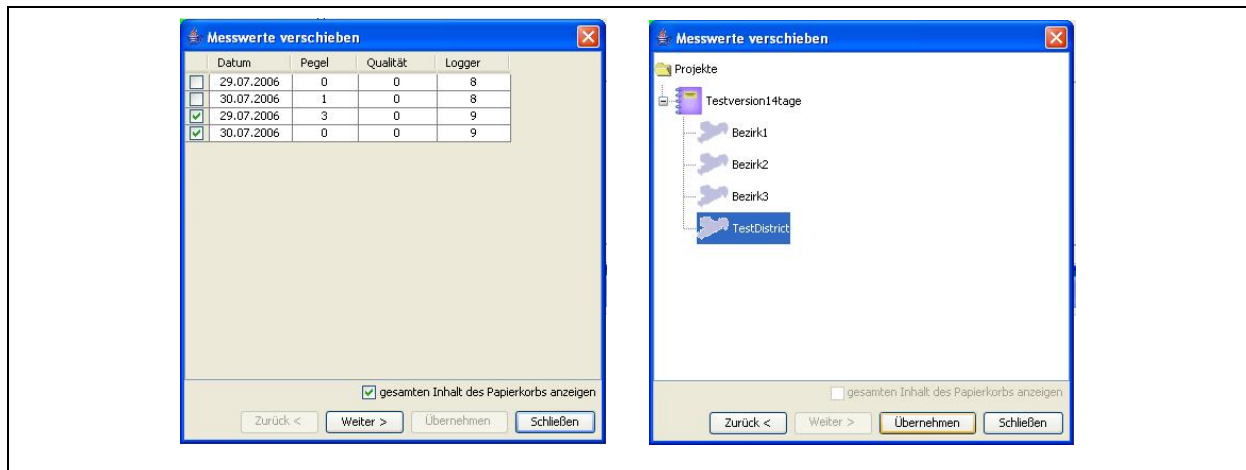 Messwerte verschieben
Datum Pegel Qualität Logger
29.07.2006 0 0 8
30.07.2006 1 0 8
29.07.2006 3 0 9
30.07.2006 0 0 9
gesamten Inhalt des Papierkorbs anzeigen
Zurück < Weiter > Übernehmen Schließen
Messwerte verschieben
Projekte
Testversion14tage
Bezirk1
Bezirk2
Bezirk3
TestDistrict
gesamten Inhalt des Papierkorbs anzeigen
Zurück < Weiter > Übernehmen Schließen